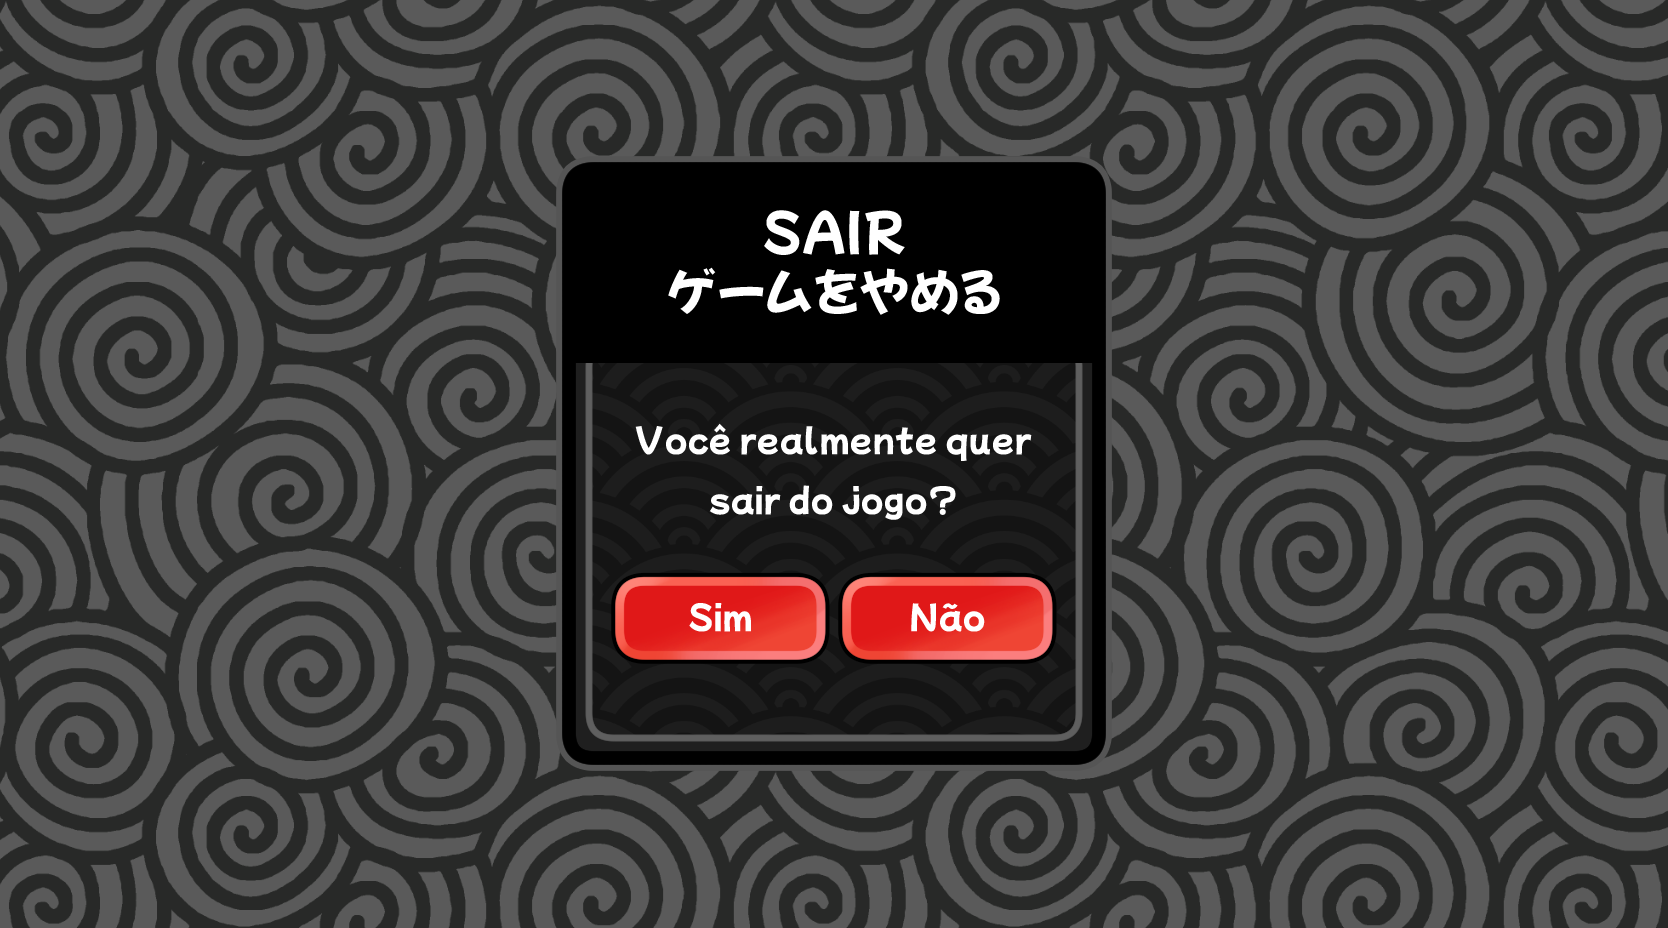 SAIR
ゲームをやめる
Você realmente quer
sair do jogo?
Sim
Não